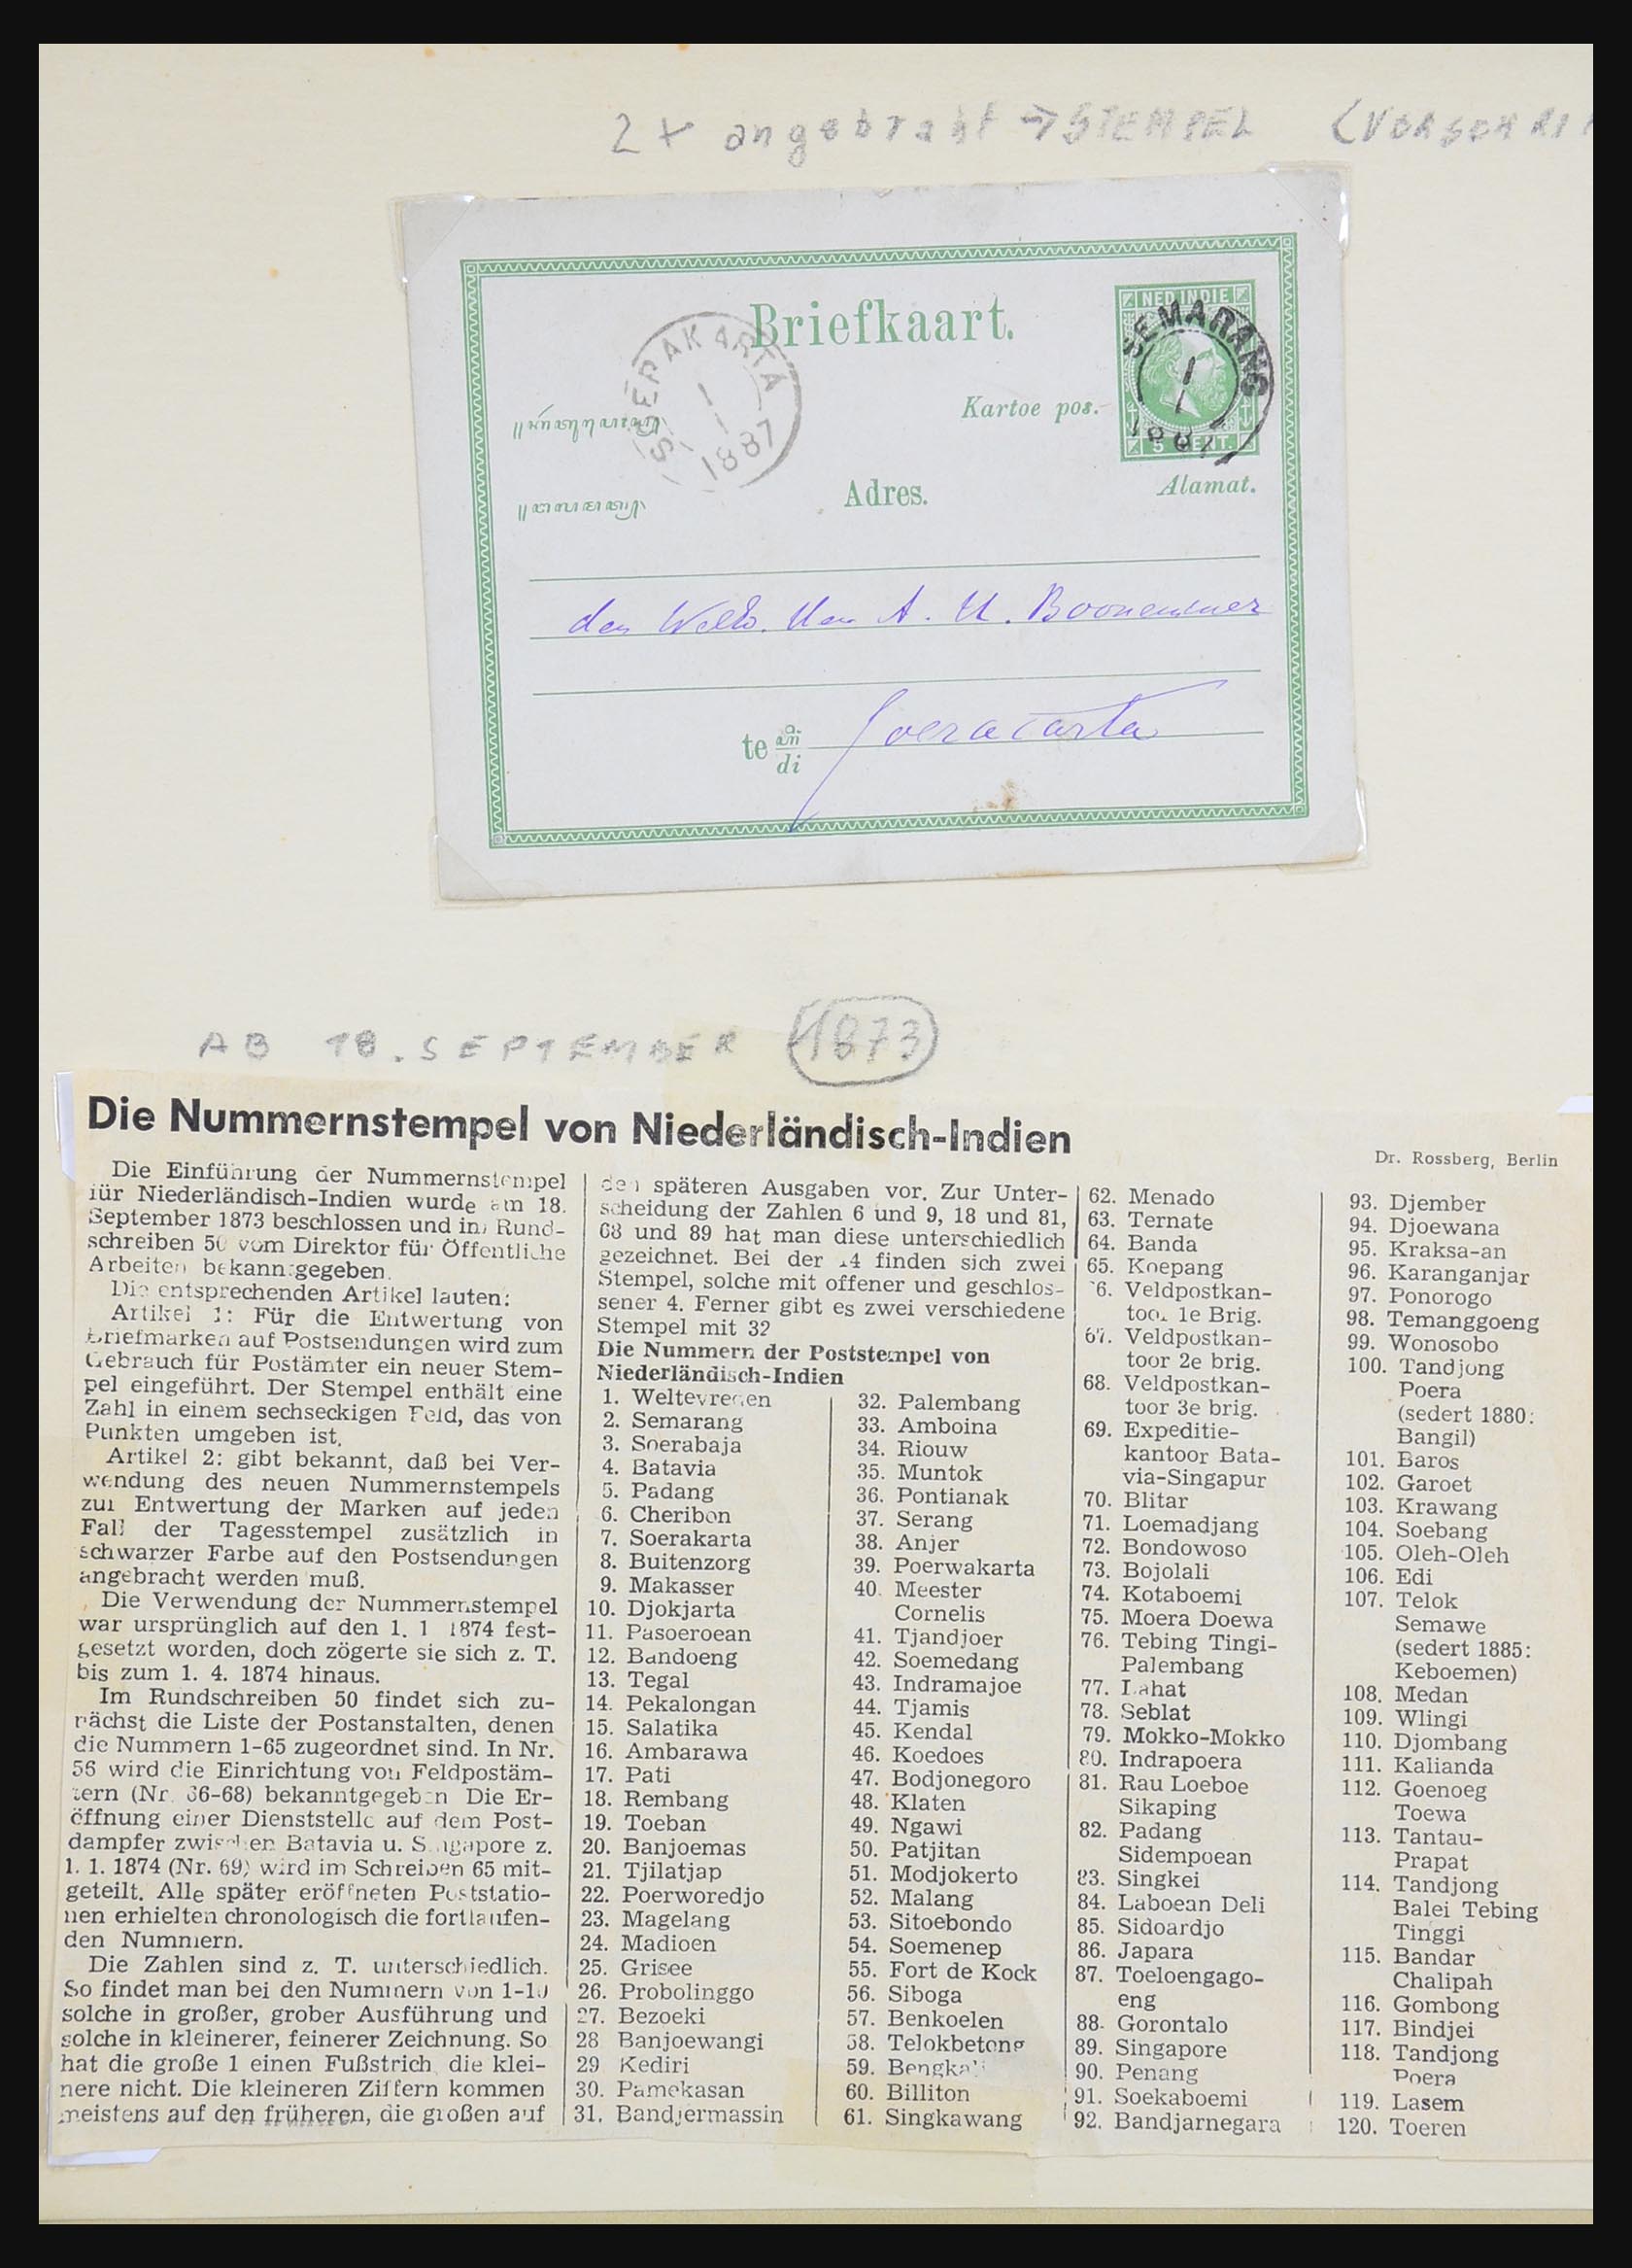 2 x angebracht → STEMPEL (VORSCHRI
Briefkaart.
NED INDIE
SEMARANG
1
1887
5 CENT.
SOERAKARTA
1
1
1887
Kartoe pos.
Adres.
Alamat.
A. U.
te
di
Soeracarta
AB 18. SEPTEMBER 1873
Die Nummernstempel von Niederländisch-Indien
Dr. Rossberg, Berlin
Die Einführung der Nummernstempel
für Niederländisch-Indien wurde am 18.
September 1873 beschlossen und im Rund-
schreiben 50 vom Direktor für Öffentliche
Arbeiten bekanntgegeben.
Die entsprechenden Artikel lauten:
Artikel 1: Für die Entwertung von
Briefmarken auf Postsendungen wird zum
Gebrauch für Postämter ein neuer Stem-
pel eingeführt. Der Stempel enthält eine
Zahl in einem sechseckigen Feld, das von
Punkten umgeben ist.
Artikel 2: gibt bekannt, daß bei Ver-
wendung des neuen Nummernstempels
zur Entwertung der Marken auf jeden
Fall der Tagesstempel zusätzlich in
schwarzer Farbe auf den Postsendungen
angebracht werden muß.
Die Verwendung der Nummernstempel
war ursprünglich auf den 1. 1 1874 fest-
gesetzt worden, doch zögerte sie sich z. T.
bis zum 1. 4. 1874 hinaus.
Im Rundschreiben 50 findet sich zu-
nächst die Liste der Postanstalten, denen
die Nummern 1-65 zugeordnet sind. In Nr.
56 wird die Einrichtung von Feldpostäm-
tern (Nr. 66-68) bekanntgegeben Die Er-
öffnung einer Dienststelle auf dem Post-
dampfer zwischen Batavia u. Singapore z.
1. 1. 1874 (Nr. 69) wird im Schreiben 65 mit-
geteilt. Alle später eröffneten Poststatio-
nen erhielten chronologisch die fortlaufen-
den Nummern.
Die Zahlen sind z. T. unterschiedlich.
So findet man bei den Nummern von 1-10
solche in großer, grober Ausführung und
solche in kleinerer, feinerer Zeichnung. So
hat die große 1 einen Fußstrich, die klei-
nere nicht. Die kleineren Ziffern kommen
meistens auf den früheren, die großen auf
den späteren Ausgaben vor. Zur Unter-
scheidung der Zahlen 6 und 9, 18 und 81,
68 und 89 hat man diese unterschiedlich
gezeichnet. Bei der 14 finden sich zwei
Stempel, solche mit offener und geschlos-
sener 4. Ferner gibt es zwei verschiedene
Stempel mit 32
Die Nummern der Poststempel von
Niederländisch-Indien
1. Weltevreden
2. Semarang
3. Soerabaja
4. Batavia
5. Padang
6. Cheribon
7. Soerakarta
8. Buitenzorg
9. Makasser
10. Djokjarta
11. Pasoeroean
12. Bandoeng
13. Tegal
14. Pekalongan
15. Salatika
16. Ambarawa
17. Pati
18. Rembang
19. Toeban
20. Banjoemas
21. Tjilatjap
22. Poerworedjo
23. Magelang
24. Madioen
25. Grisee
26. Probolinggo
27. Bezoeki
28 Banjoewangi
29 Kediri
30. Pamekasan
31. Bandjermassin
32. Palembang
33. Amboina
34. Riouw
35. Muntok
36. Pontianak
37. Serang
38. Anjer
39. Poerwakarta
40. Meester
Cornelis
41. Tjandjoer
42. Soemedang
43. Indramajoe
44. Tjamis
45. Kendal
46. Koedoes
47. Bodjonegoro
48. Klaten
49. Ngawi
50. Patjitan
51. Modjokerto
52. Malang
53. Sitoebondo
54. Soemenep
55. Fort de Kock
56. Siboga
57. Benkoelen
58. Telokbetong
59. Bengkali
60. Billiton
61. Singkawang
62. Menado
63. Ternate
64. Banda
65. Koepang
66. Veldpostkan-
toor 1e Brig.
67. Veldpostkan-
toor 2e brig.
68. Veldpostkan-
toor 3e brig.
69. Expeditie-
kantoor Bata-
via-Singapur
70. Blitar
71. Loemadjang
72. Bondowoso
73. Bojolali
74. Kotaboemi
75. Moera Doewa
76. Tebing Tingi-
Palembang
77. Lahat
78. Seblat
79. Mokko-Mokko
80. Indrapoera
81. Rau Loeboe
Sikaping
82. Padang
Sidempoean
83. Singkei
84. Laboean Deli
85. Sidoardjo
86. Japara
87. Toeloengago-
eng
88. Gorontalo
89. Singapore
90. Penang
91. Soekaboemi
92. Bandjarnegara
93. Djember
94. Djoewana
95. Kraksa-an
96. Karanganjar
97. Ponorogo
98. Temanggoeng
99. Wonosobo
100. Tandjong
Poera
(sedert 1880:
Bangil)
101. Baros
102. Garoet
103. Krawang
104. Soebang
105. Oleh-Oleh
106. Edi
107. Telok
Semawe
(sedert 1885:
Keboemen)
108. Medan
109. Wlingi
110. Djombang
111. Kalianda
112. Goenoeg
Toewa
113. Tantau-
Prapat
114. Tandjong
Balei Tebing
Tinggi
115. Bandar
Chalipah
116. Gombong
117. Bindjei
118. Tandjong
Poera
119. Lasem
120. Toeren